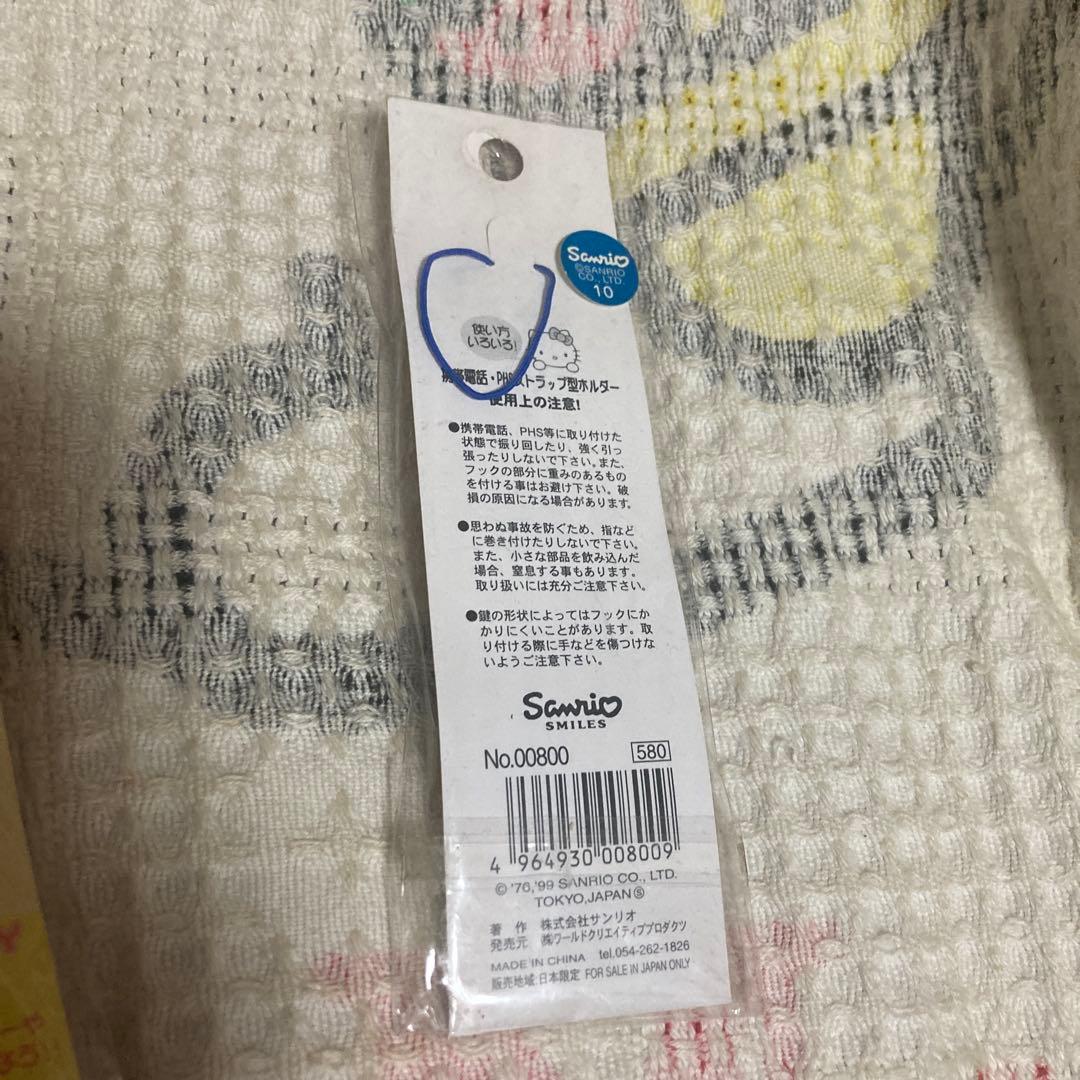 Sanrio
©SANRIO
CO., LTD.
10
使い方
いろいろ!
携帯電話・PHSストラップ型ホルダー
使用上の注意!
●携帯電話、PHS等に取り付けた
状態で振り回したり、強く引っ
張ったりしないで下さい。また、
フックの部分に重みのあるもの
を付ける事はお避け下さい。破
損の原因になる場合があります。
●思わぬ事故を防ぐため、指など
に巻き付けたりしないで下さい。
また、小さな部品を飲み込んだ
場合、窒息する事もあります。
取り扱いには充分ご注意下さい。
●鍵の形状によってはフックにか
かりにくいことがあります。取
り付ける際に手などを傷つけな
いようご注意下さい。
Sanrio
SMILES
No.00800 580
4 964930 008009
© '76,'99 SANRIO CO., LTD.
TOKYO,JAPAN Ⓢ
著 作 株式会社サンリオ
発売元 ㈱ワールドクリエイティブプロダクツ
MADE IN CHINA tel.054-262-1826
販売地域:日本限定 FOR SALE IN JAPAN ONLY